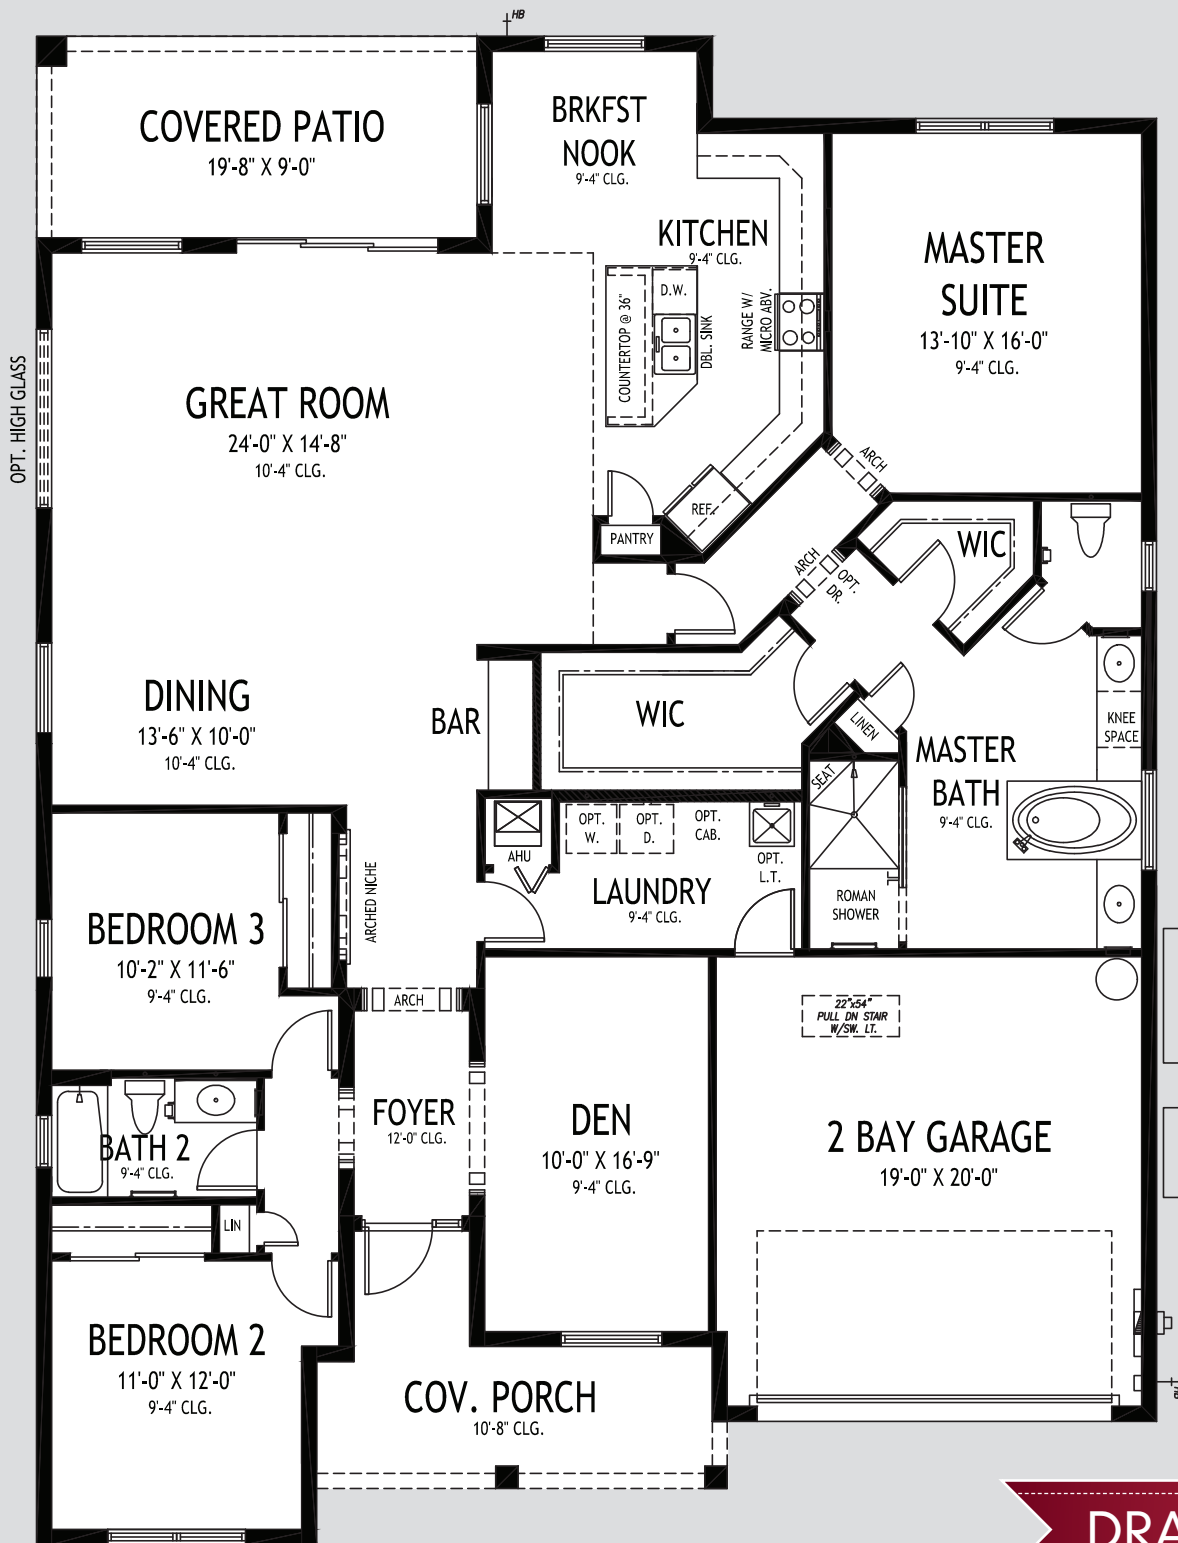 HB
COVERED PATIO
19'-8" X 9'-0"
BRKFST
NOOK
9'-4" CLG.
KITCHEN
9'-4" CLG.
D.W.
COUNTERTOP @ 36"
DBL. SINK
RANGE W/
MICRO ABV.
MASTER
SUITE
13'-10" X 16'-0"
9'-4" CLG.
OPT. HIGH GLASS
GREAT ROOM
24'-0" X 14'-8"
10'-4" CLG.
ARCH
REF.
PANTRY
WIC
ARCH
OPT.
DR.
DINING
13'-6" X 10'-0"
10'-4" CLG.
BAR
WIC
LINEN
KNEE
SPACE
MASTER
BATH
9'-4" CLG.
SEAT
OPT.
W.
OPT.
D.
OPT.
CAB.
AHU
OPT.
L.T.
LAUNDRY
9'-4" CLG.
ROMAN
SHOWER
ARCHED NICHE
BEDROOM 3
10'-2" X 11'-6"
9'-4" CLG.
ARCH
22"x54"
PULL DN STAIR
W/SW. LT.
FOYER
12'-0" CLG.
DEN
10'-0" X 16'-9"
9'-4" CLG.
2 BAY GARAGE
19'-0" X 20'-0"
BATH 2
9'-4" CLG.
LIN
BEDROOM 2
11'-0" X 12'-0"
9'-4" CLG.
COV. PORCH
10'-8" CLG.
DRA